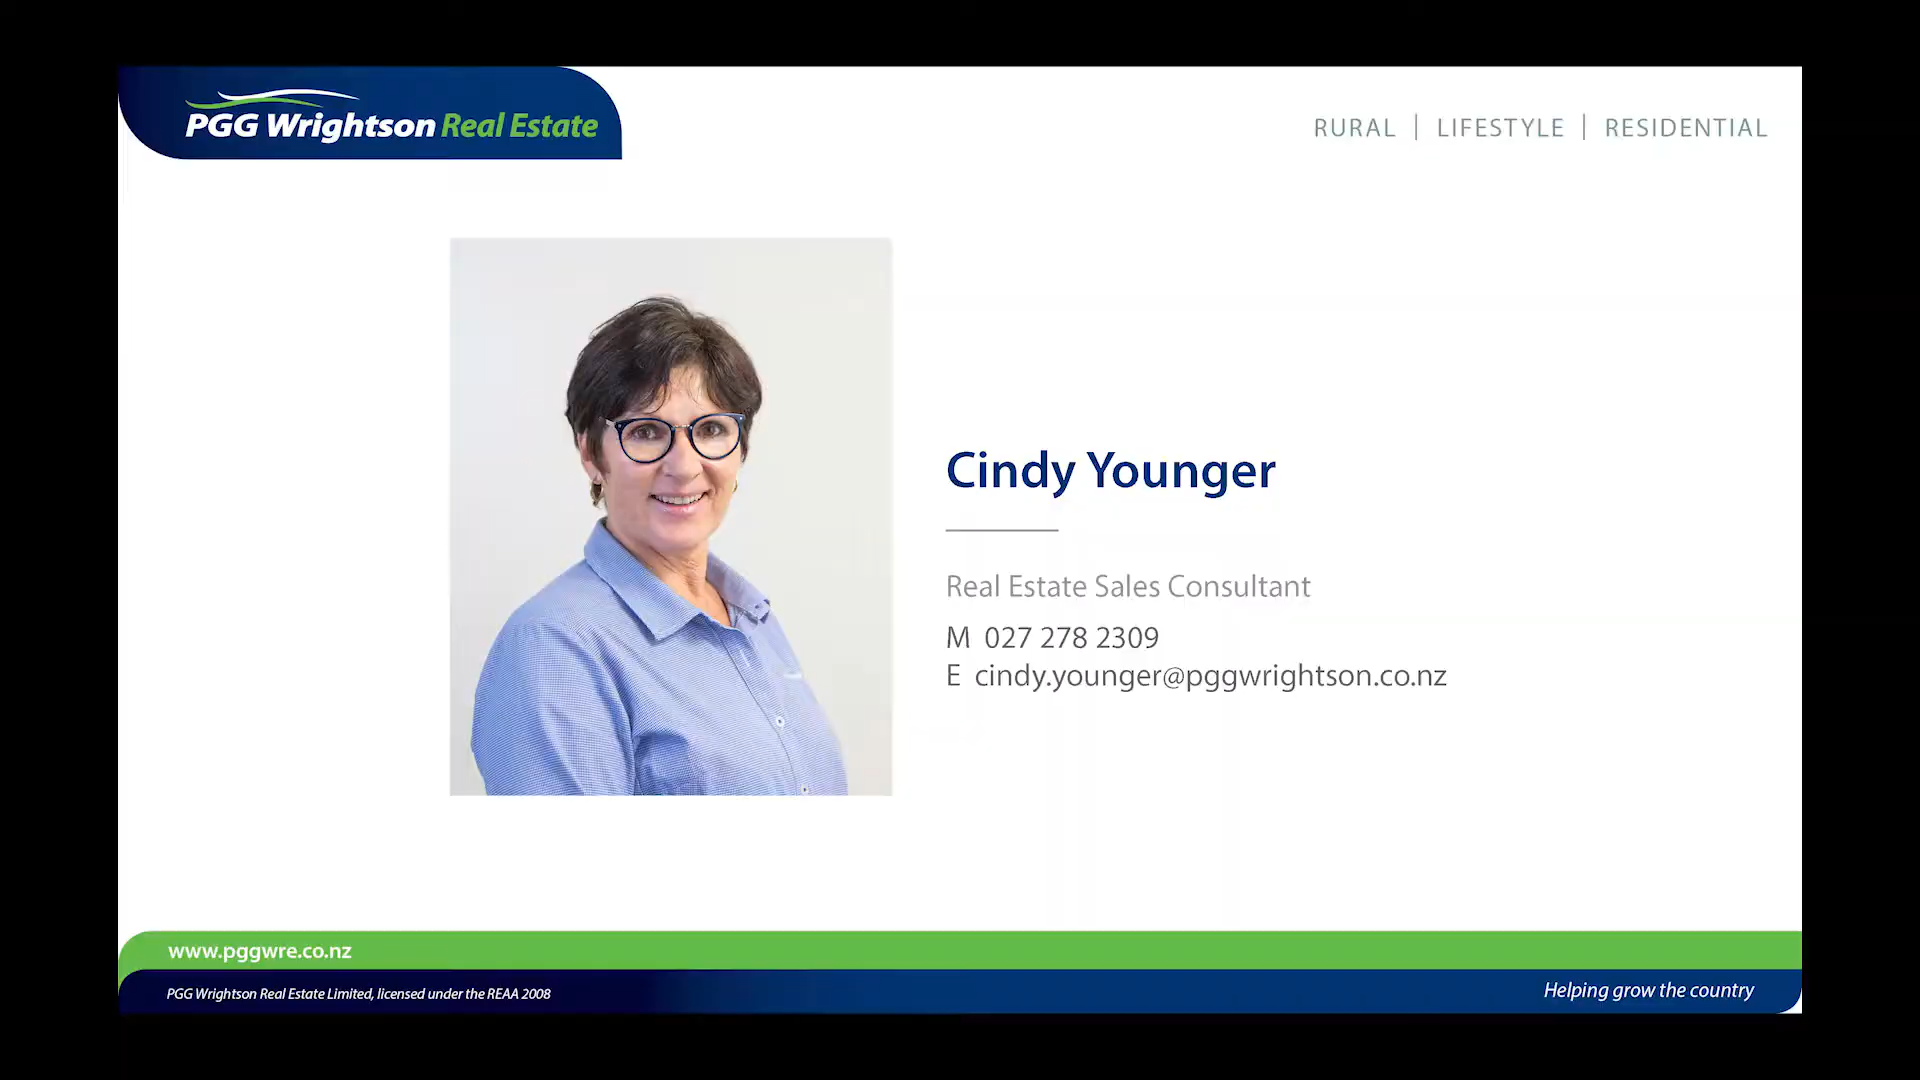 PGG Wrightson Real Estate
RURAL | LIFESTYLE | RESIDENTIAL
Cindy Younger
Real Estate Sales Consultant
M 027 278 2309
E cindy.younger@pggwrightson.co.nz
www.pggwre.co.nz
PGG Wrightson Real Estate Limited, licensed under the REAA 2008
Helping grow the country